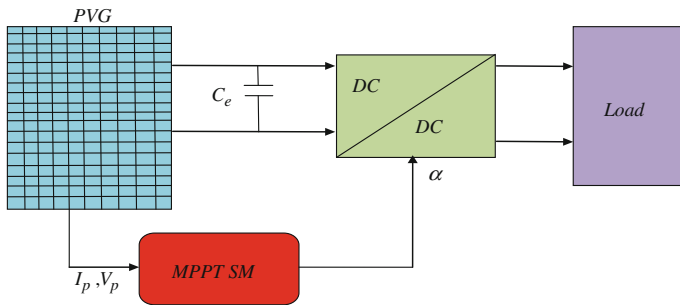 PVG
C_e
DC
DC
Load
α
I_p ,V_p
MPPT SM